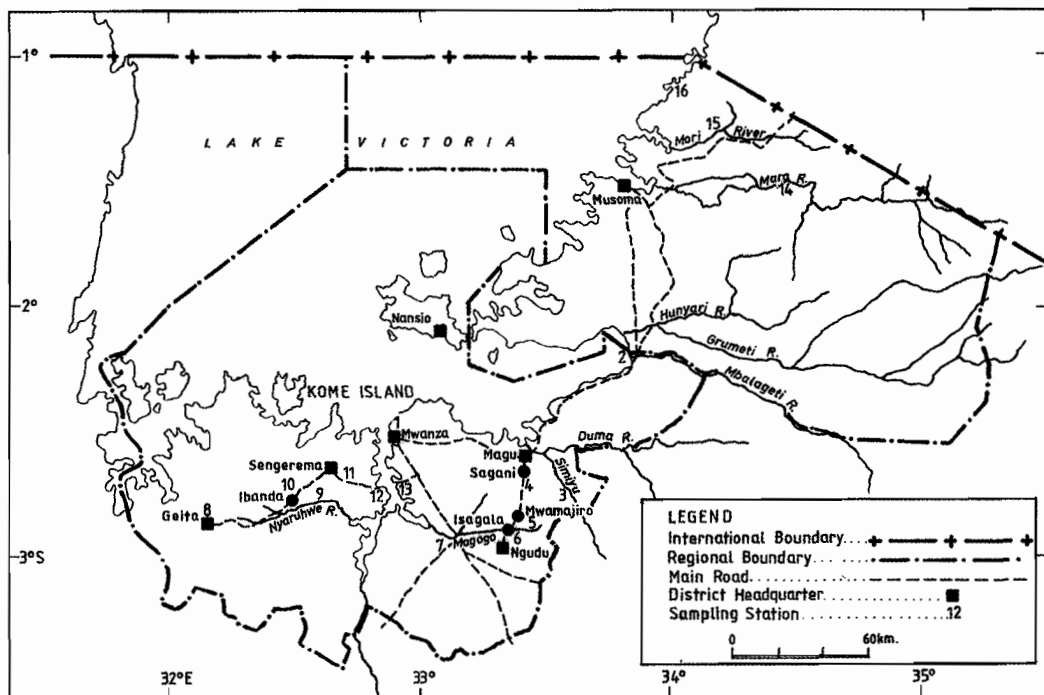 -1°
16
Mori
15
River
LAKE VICTORIA
Mara R.
14
Musoma
-2°
Nansio
Hunyari R.
Grumeti R.
2
Mbalageti R.
KOME ISLAND
Mwanza
Duma R.
Magu
Sengerema
11
Sagani
4
Simiyu
3
10
12
13
Ibanda
9
Geita
8
Nyaruhwe R.
Isagala
5
Mwamajiro
6
7
Magogo
Ngudu
-3°S
LEGEND
International Boundary....
Regional Boundary.........
Main Road...................
District Headquarter.................
Sampling Station.....................12
0 60km.
32°E
33°
34°
35°